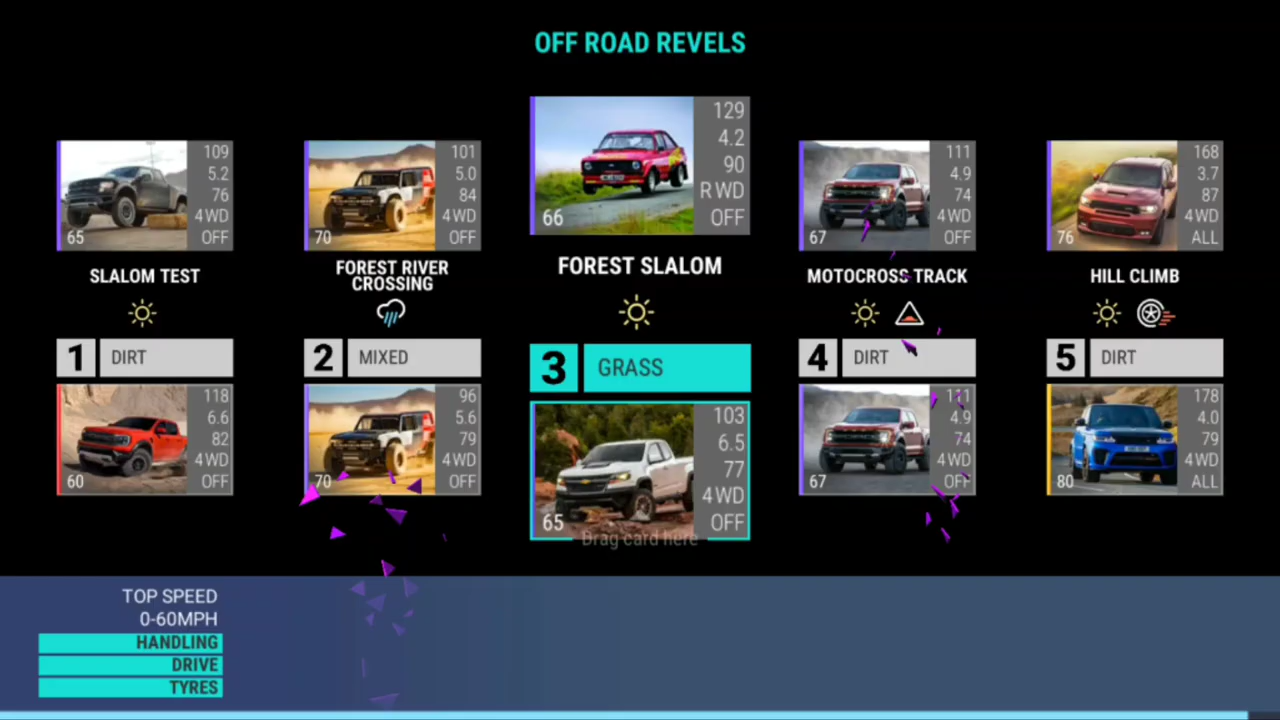 OFF ROAD REVELS
109
5.2
76
4WD
OFF
65
SLALOM TEST
1 DIRT
118
6.6
82
4WD
OFF
60
101
5.0
84
4WD
OFF
70
FOREST RIVER
CROSSING
2 MIXED
96
5.6
79
4WD
OFF
70
129
4.2
90
RWD
OFF
66
FOREST SLALOM
3 GRASS
103
6.5
77
4WD
OFF
65
Drag card here
111
4.9
74
4WD
OFF
67
MOTOCROSS TRACK
4 DIRT
111
4.9
74
4WD
OFF
67
168
3.7
87
4WD
ALL
76
HILL CLIMB
5 DIRT
178
4.0
79
4WD
ALL
80
TOP SPEED
0-60MPH
HANDLING
DRIVE
TYRES